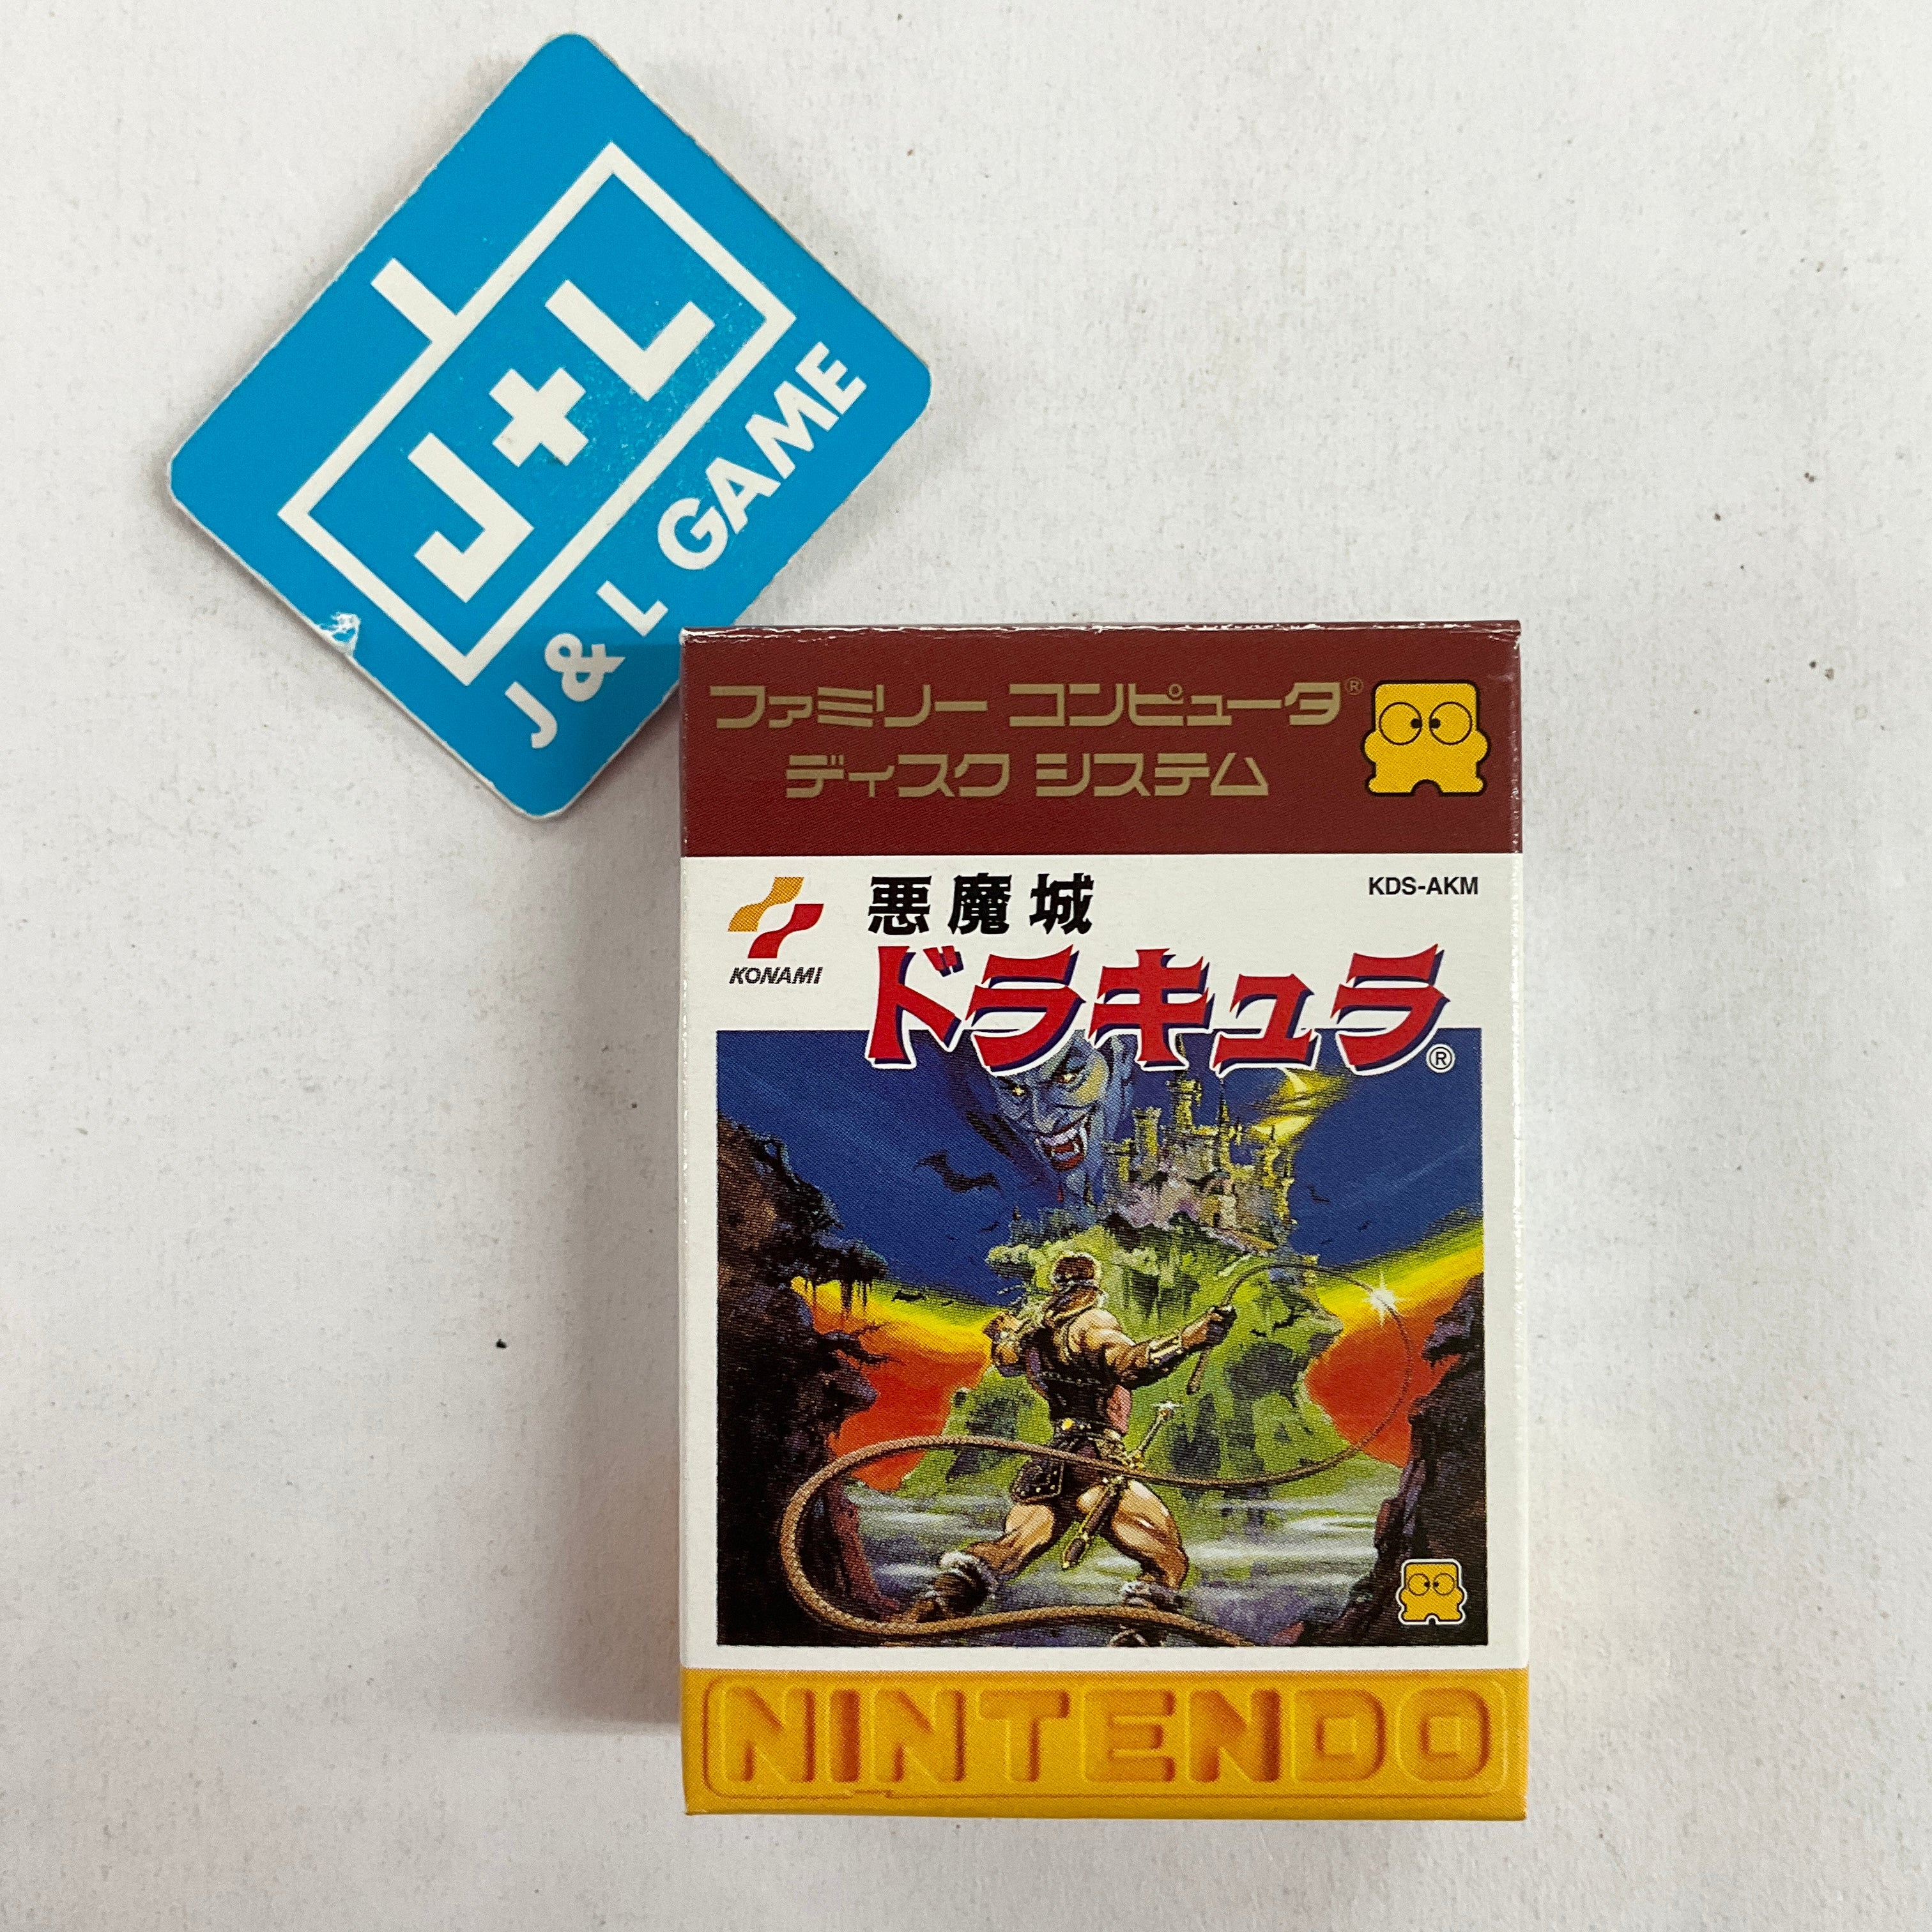 J+L
J & L GAME
ファミリー コンピュータ®
ディスク システム
KONAMI
悪魔城
KDS-AKM
ドラキュラ®
NINTENDO